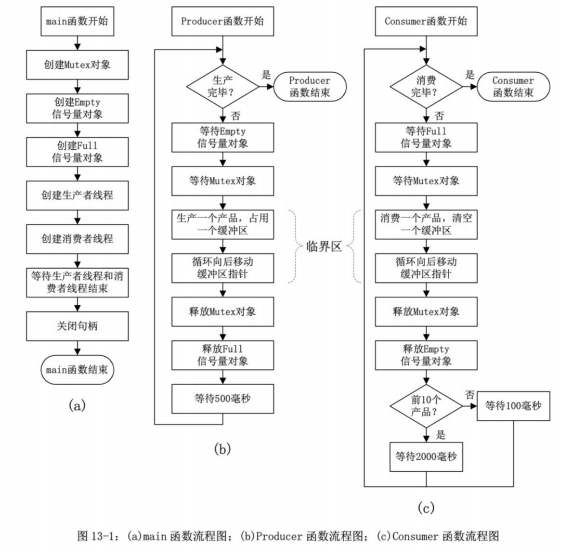 main函数开始
创建Mutex对象
创建Empty
信号量对象
创建Full
信号量对象
创建生产者线程
创建消费者线程
等待生产者线程和消
费者线程结束
关闭句柄
main函数结束
(a)
Producer函数开始
生产
完毕？
是
Producer
函数结束
否
等待Empty
信号量对象
等待Mutex对象
生产一个产品，占用
一个缓冲区
循环向后移动
缓冲区指针
释放Mutex对象
释放Full
信号量对象
等待500毫秒
(b)
临界区
Consumer函数开始
消费
完毕？
是
Consumer
函数结束
否
等待Full
信号量对象
等待Mutex对象
消费一个产品，清空
一个缓冲区
循环向后移动
缓冲区指针
释放Mutex对象
释放Empty
信号量对象
前10个
产品？
否
等待100毫秒
是
等待2000毫秒
(c)
图 13-1：(a)main 函数流程图；(b)Producer 函数流程图；(c)Consumer 函数流程图